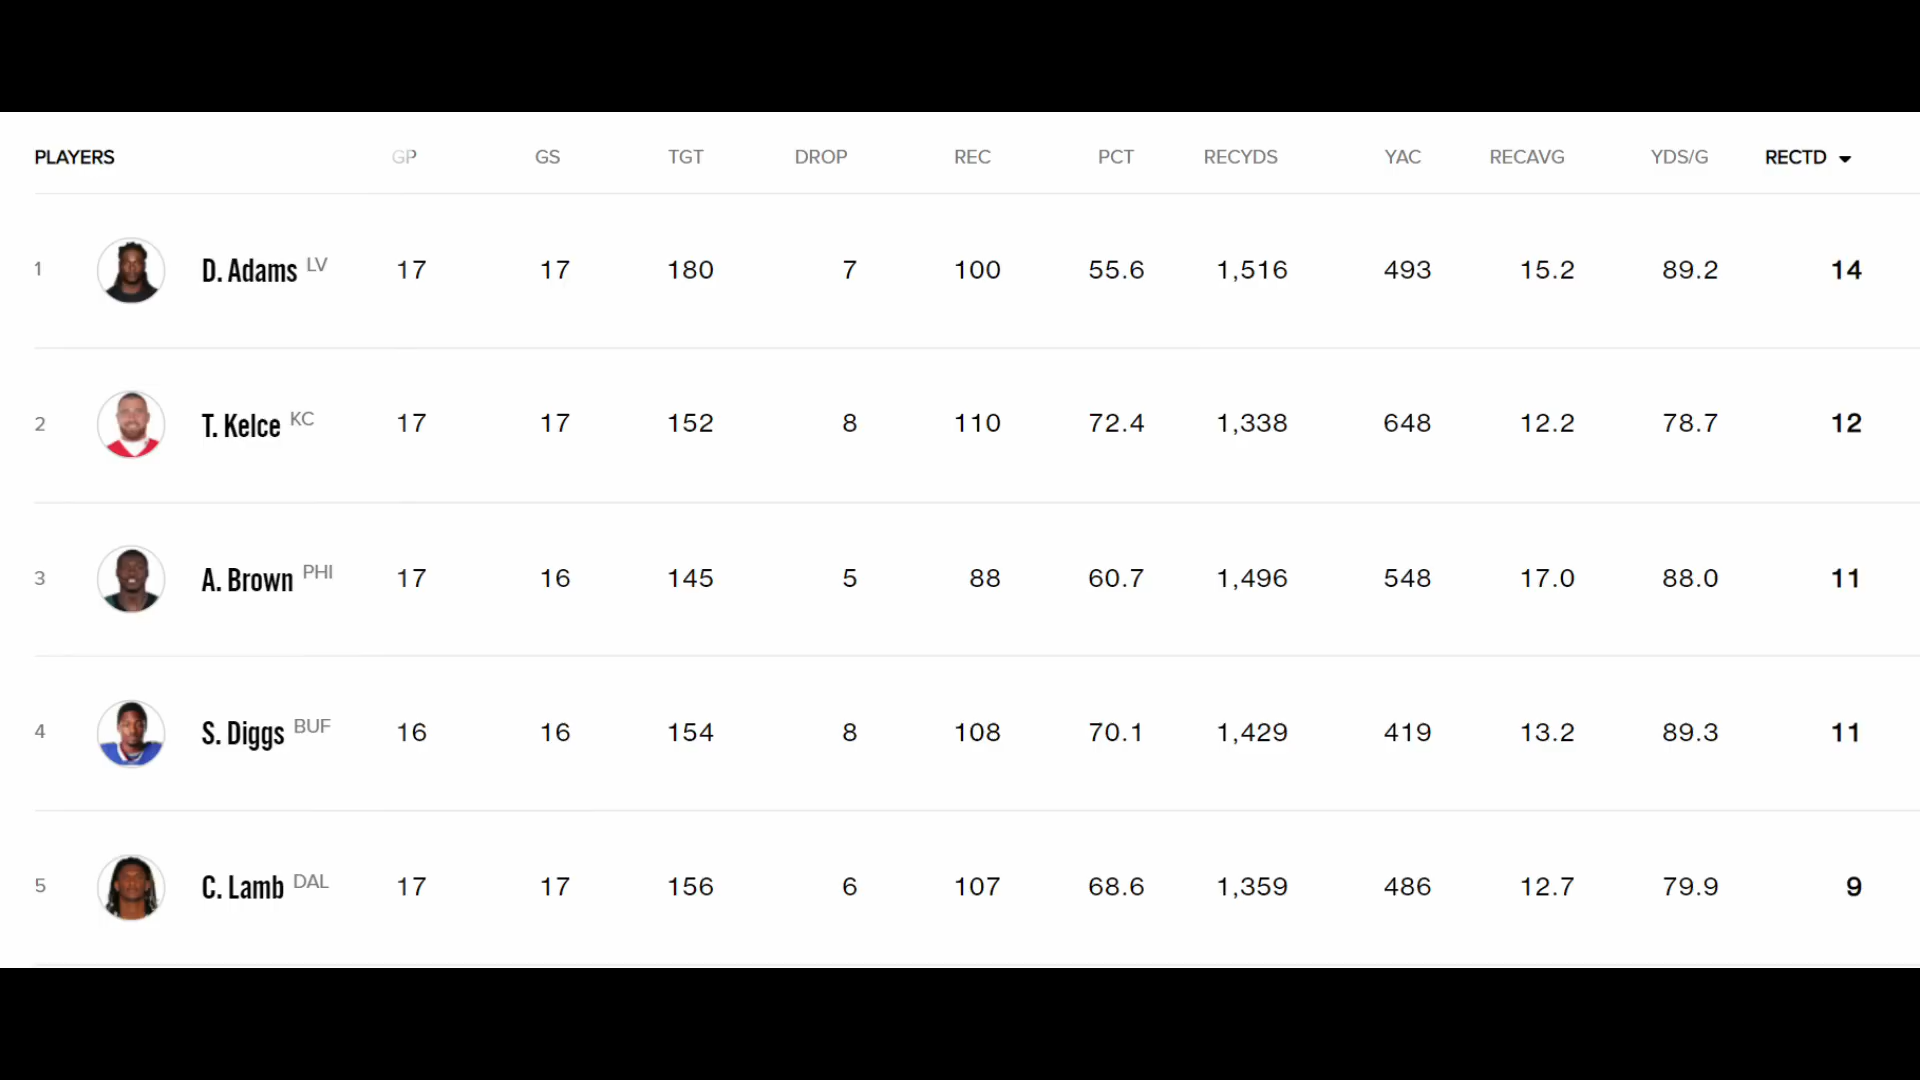 PLAYERS GP GS TGT DROP REC PCT RECYDS YAC RECAVG YDS/G RECTD
1 D. Adams LV 17 17 180 7 100 55.6 1,516 493 15.2 89.2 14
2 T. Kelce KC 17 17 152 8 110 72.4 1,338 648 12.2 78.7 12
3 A. Brown PHI 17 16 145 5 88 60.7 1,496 548 17.0 88.0 11
4 S. Diggs BUF 16 16 154 8 108 70.1 1,429 419 13.2 89.3 11
5 C. Lamb DAL 17 17 156 6 107 68.6 1,359 486 12.7 79.9 9